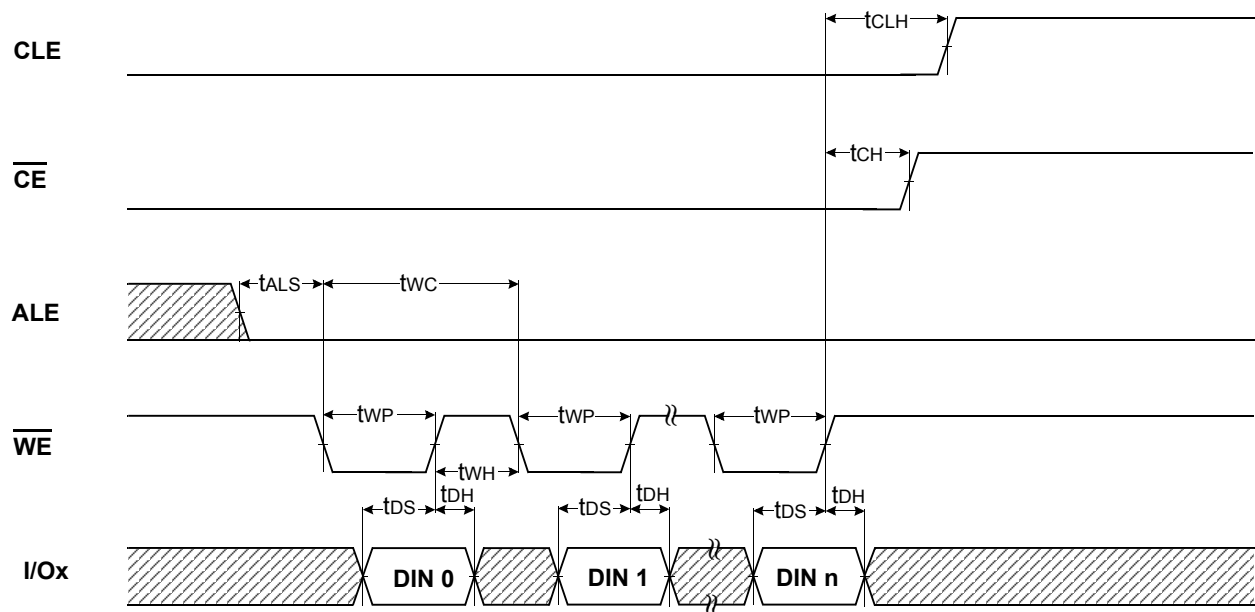 tCLH
CLE
tCH
CE
tALS
tWC
ALE
tWP
tWP
tWP
WE
tWH
tDS
tDH
tDS
tDH
tDS
tDH
I/Ox
DIN 0
DIN 1
DIN n